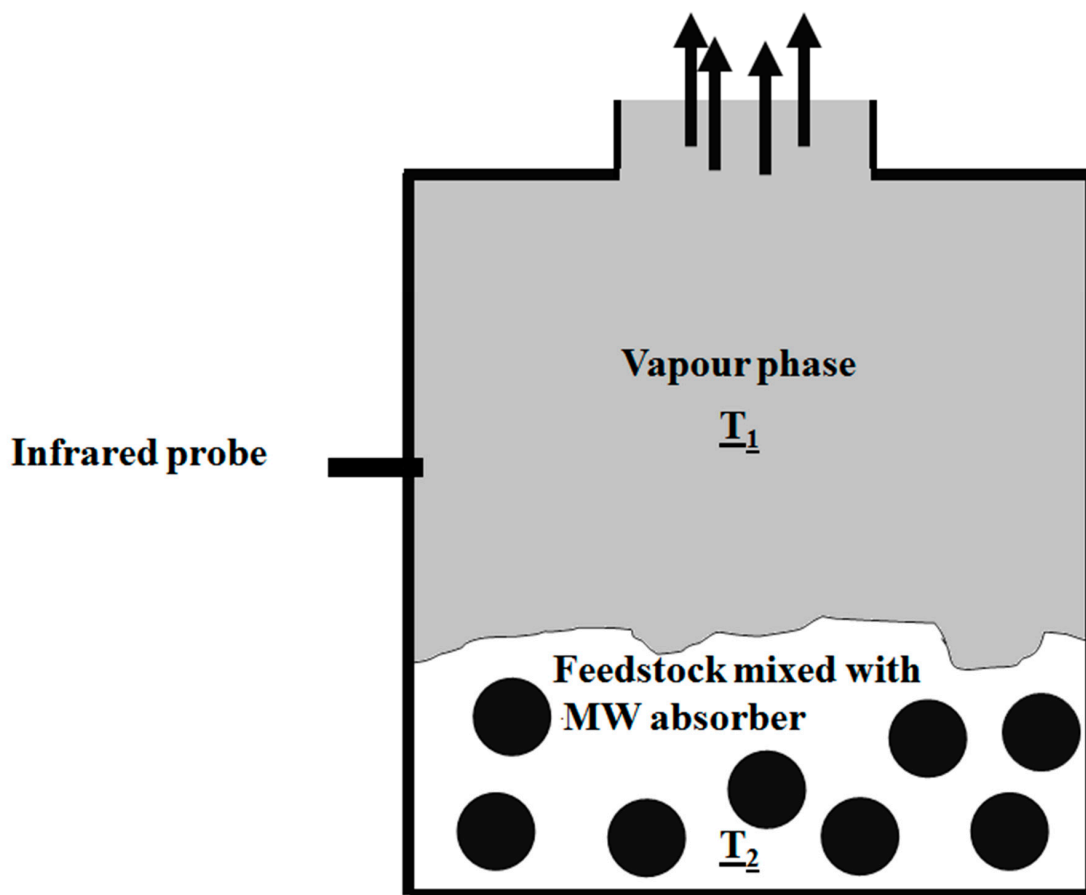 Vapour phase
T1
Infrared probe
Feedstock mixed with
MW absorber
T2